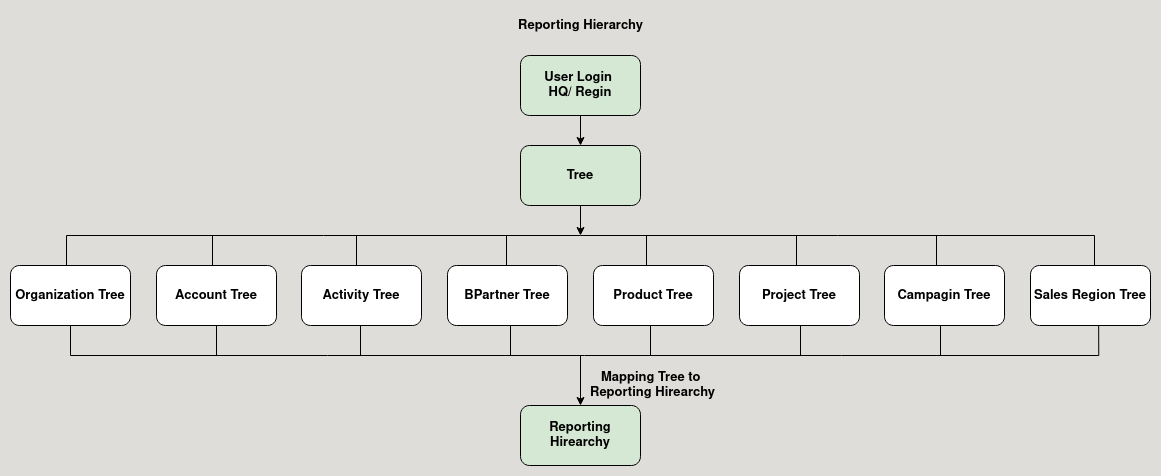 Reporting Hierarchy
User Login
HQ/ Regin
Tree
Organization Tree
Account Tree
Activity Tree
BPartner Tree
Product Tree
Project Tree
Campagin Tree
Sales Region Tree
Mapping Tree to
Reporting Hirearchy
Reporting
Hirearchy